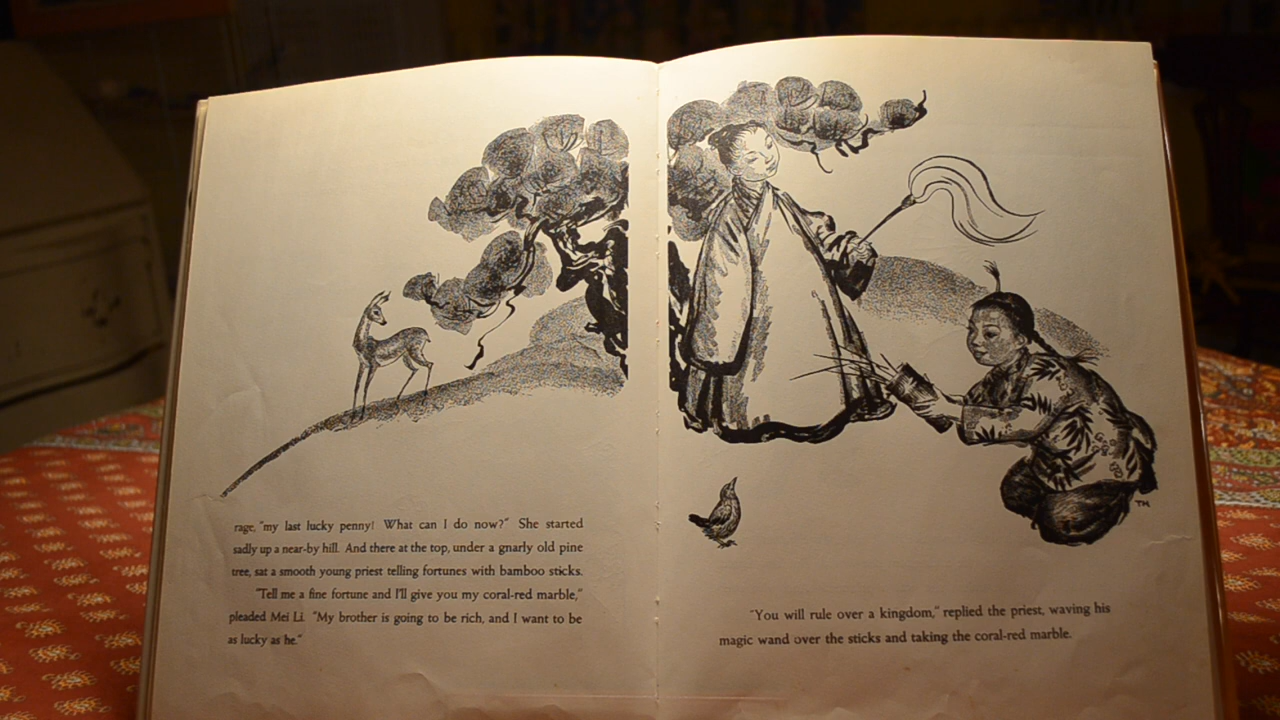 rage, "my last lucky penny! What can I do now?" She started
sadly up a near-by hill. And there at the top, under a gnarly old pine
tree, sat a smooth young priest telling fortunes with bamboo sticks.
"Tell me a fine fortune and I'll give you my coral-red marble,"
pleaded Mei Li. "My brother is going to be rich, and I want to be
as lucky as he."
TH
"You will rule over a kingdom," replied the priest, waving his
magic wand over the sticks and taking the coral-red marble.